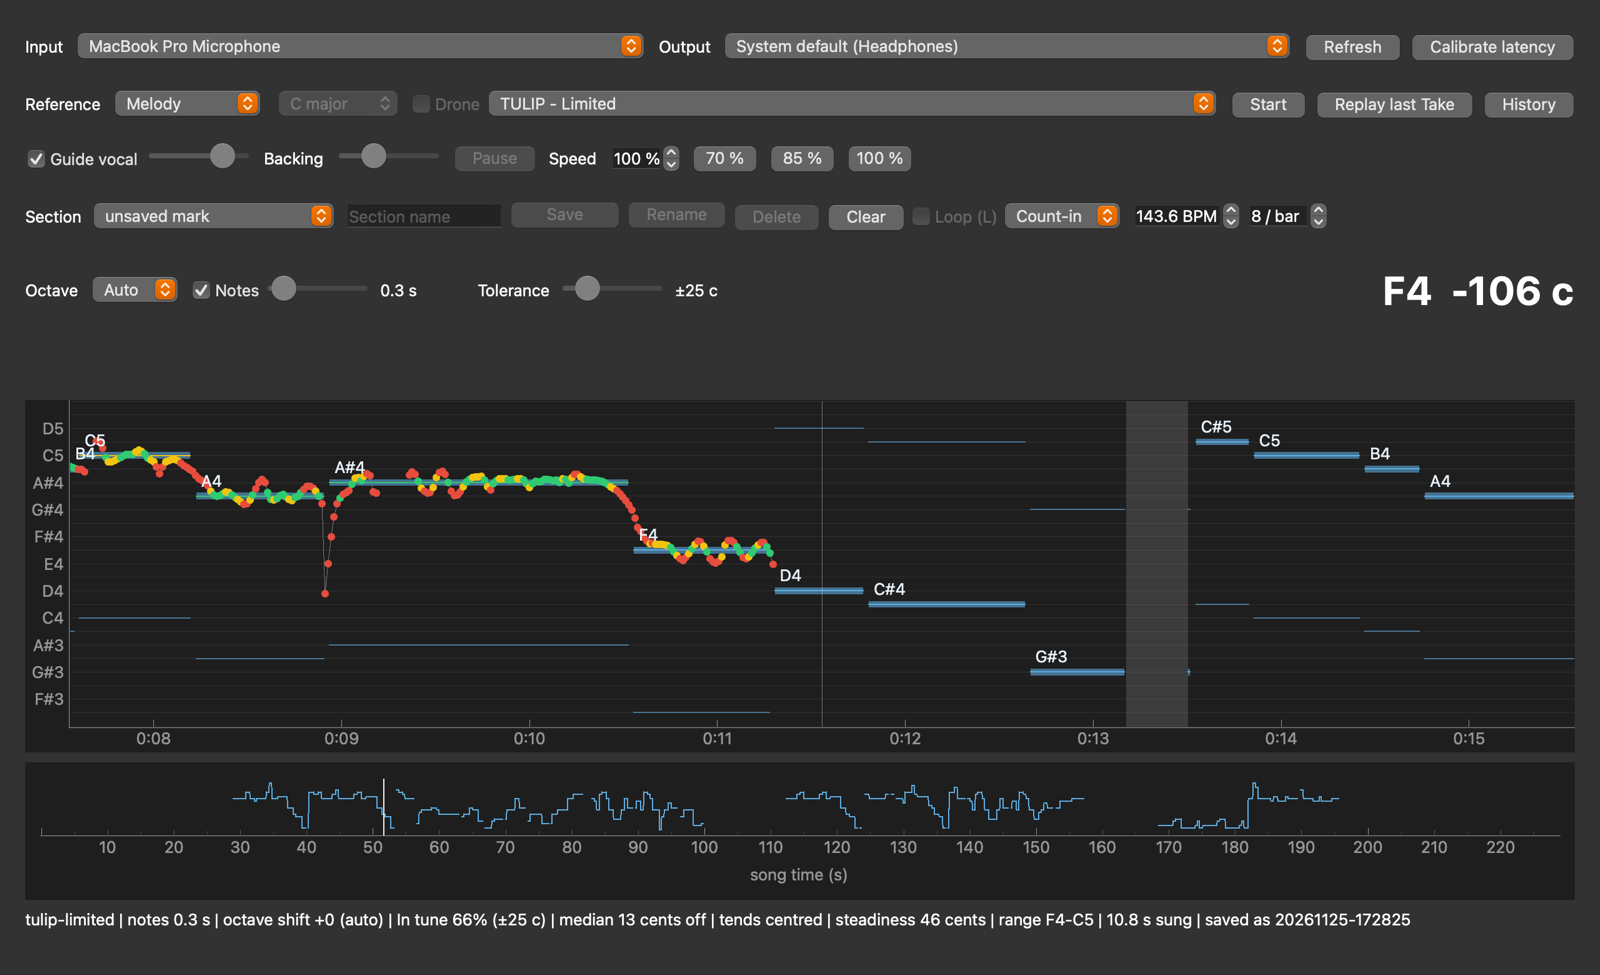 Input MacBook Pro Microphone Output System default (Headphones) Refresh Calibrate latency
Reference Melody C major Drone TULIP - Limited Start Replay last Take History
Guide vocal Backing Pause Speed 100 % 70 % 85 % 100 %
Section unsaved mark Section name Save Rename Delete Clear Loop (L) Count-in 143.6 BPM 8 / bar
Octave Auto Notes 0.3 s Tolerance ±25 c F4 -106 c
D5
C5
A#4
G#4
F#4
E4
D4
C4
A#3
G#3
F#3
B4
C5
A4
A#4
F4
D4
C#4
G#3
C#5
C5
B4
A4
0:08 0:09 0:10 0:11 0:12 0:13 0:14 0:15
10 20 30 40 50 60 70 80 90 100 110 120 130 140 150 160 170 180 190 200 210 220
song time (s)
tulip-limited | notes 0.3 s | octave shift +0 (auto) | In tune 66% (±25 c) | median 13 cents off | tends centred | steadiness 46 cents | range F4-C5 | 10.8 s sung | saved as 20261125-172825